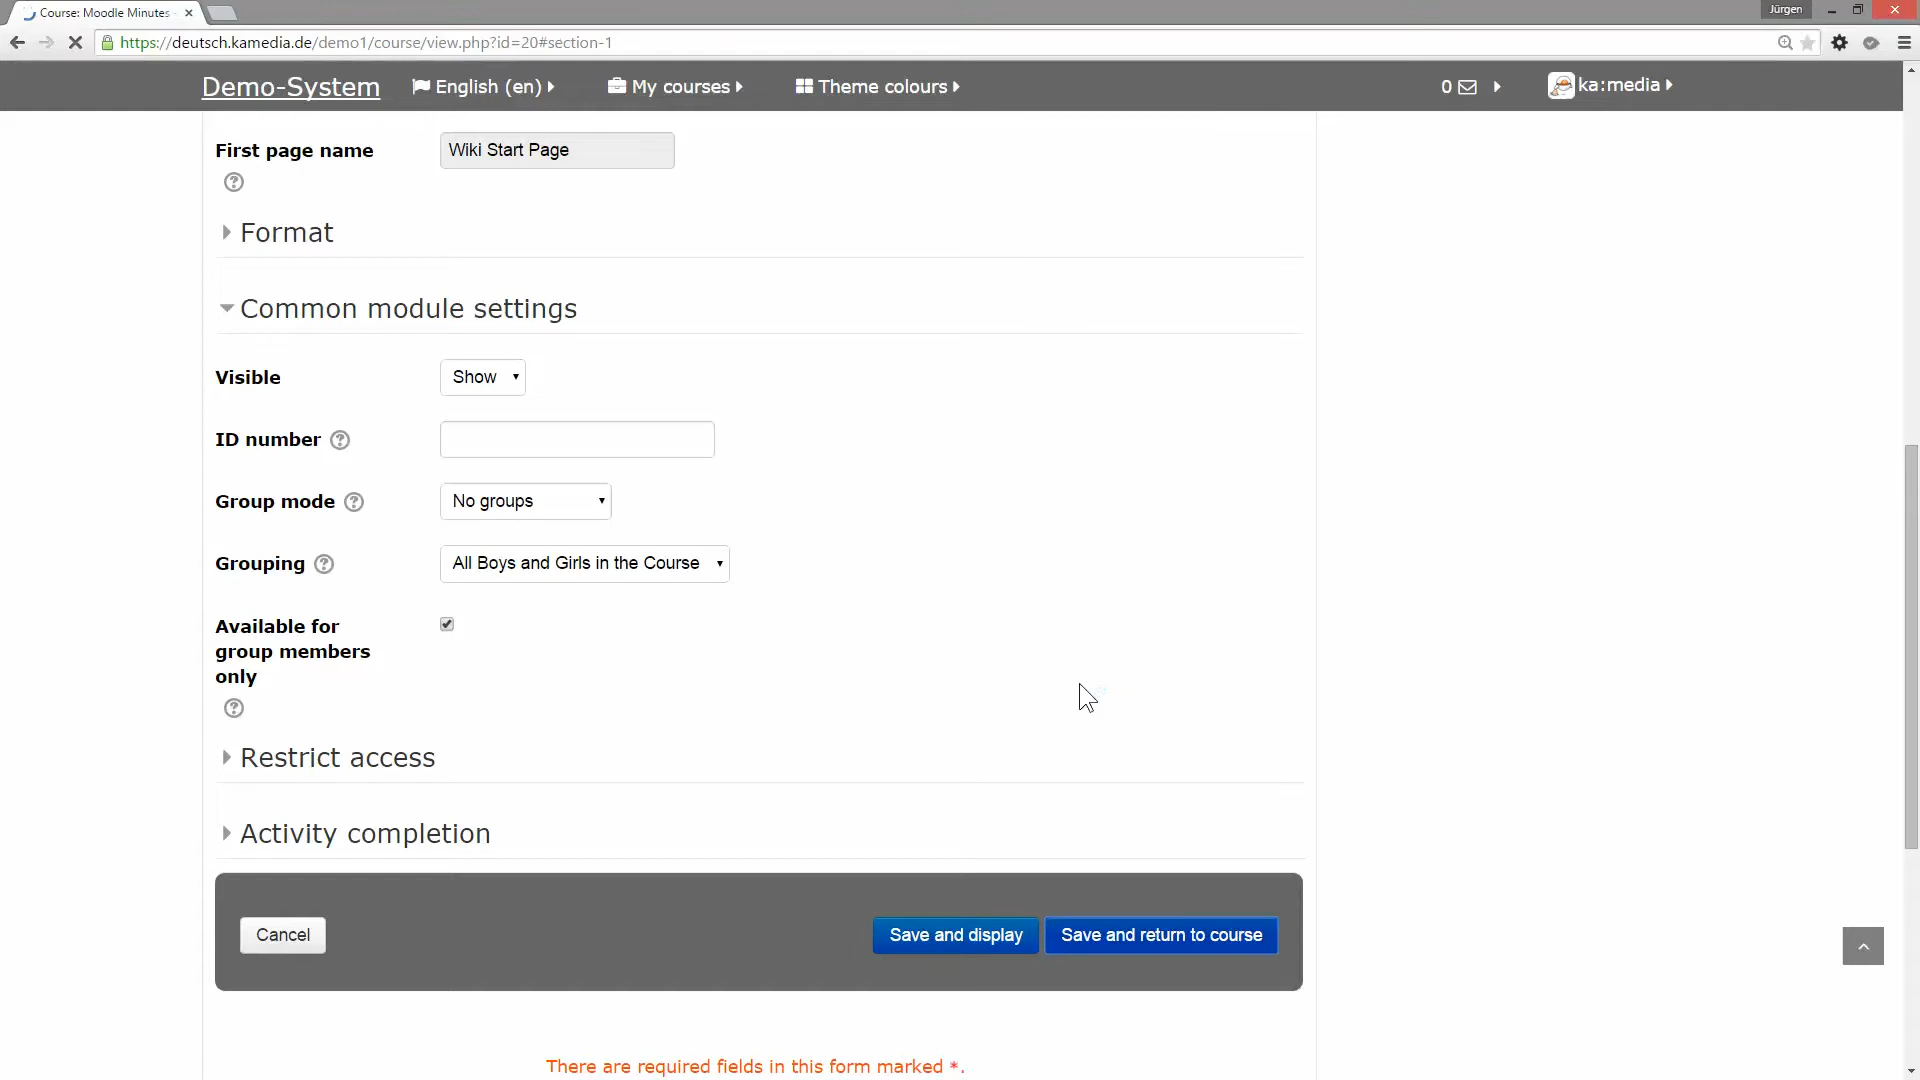 Course: Moodle Minutes
Jürgen
https://deutsch.kamedia.de/demo1/course/view.php?id=20#section-1
Demo-System
English (en)
My courses
Theme colours
0
ka:media
First page name
Wiki Start Page
Format
Common module settings
Visible
Show
ID number
Group mode
No groups
Grouping
All Boys and Girls in the Course
Available for
group members
only
Restrict access
Activity completion
Cancel
Save and display
Save and return to course
There are required fields in this form marked *.